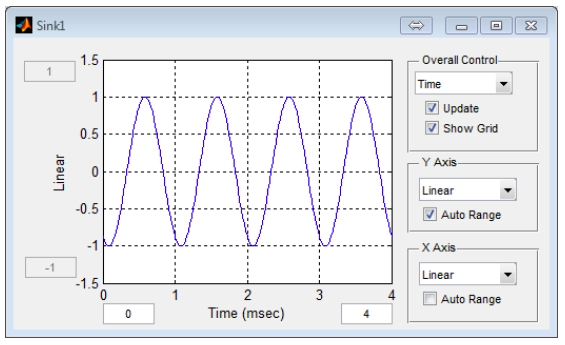 Sink1
1
-1
1.5
1
0.5
0
-0.5
-1
-1.5
Linear
0 1 2 3 4
0
Time (msec)
4
Overall Control
Time
Update
Show Grid
Y Axis
Linear
Auto Range
X Axis
Linear
Auto Range